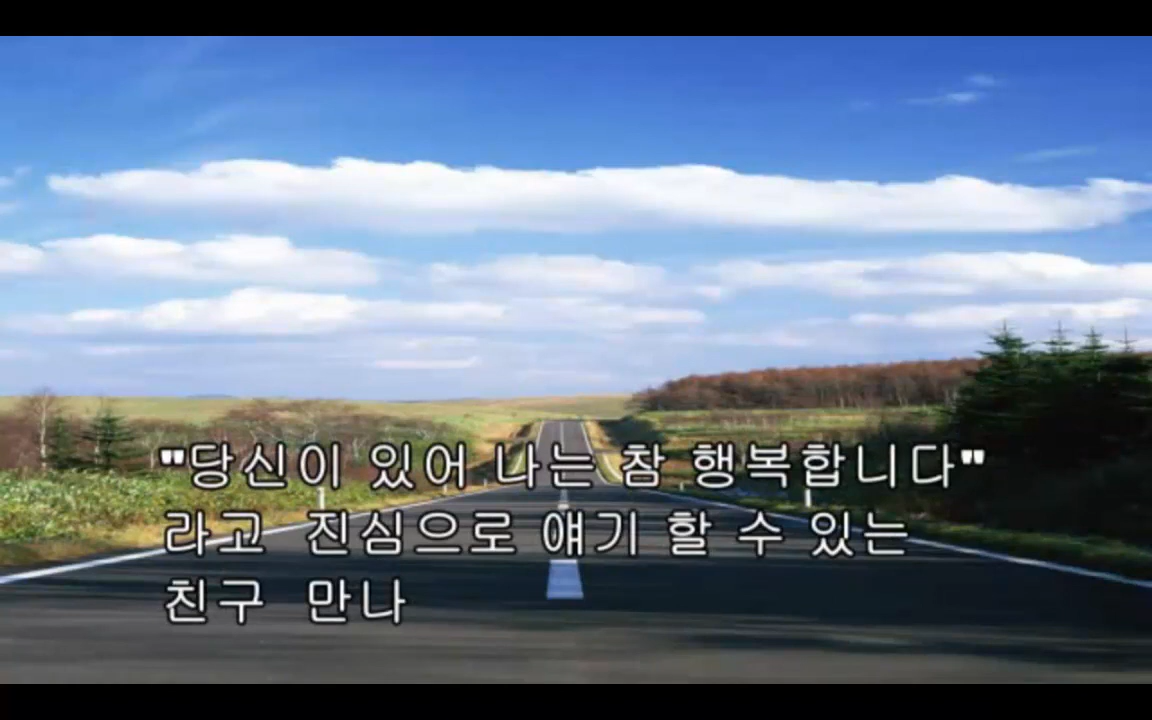 "당신이 있어 나는 참 행복합니다"
라고 진심으로 얘기 할 수 있는
친구 만나